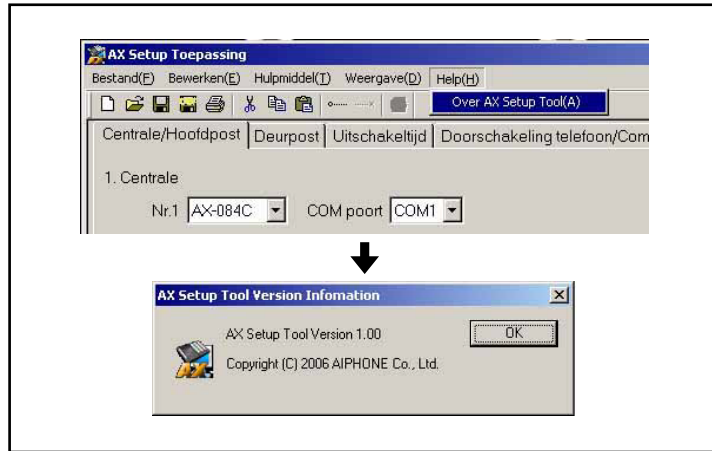 AX Setup Toepassing
Bestand(F) Bewerken(E) Hulpmiddel(T) Weergave(D) Help(H)
Over AX Setup Tool(A)
Centrale/Hoofdpost Deurpost Uitschakeltijd Doorschakeling telefoon/Com
1. Centrale
Nr.1 AX-084C COM poort COM1
AX Setup Tool Version Infomation
AX Setup Tool Version 1.00 OK
AX
Copyright (C) 2006 AIPHONE Co., Ltd.